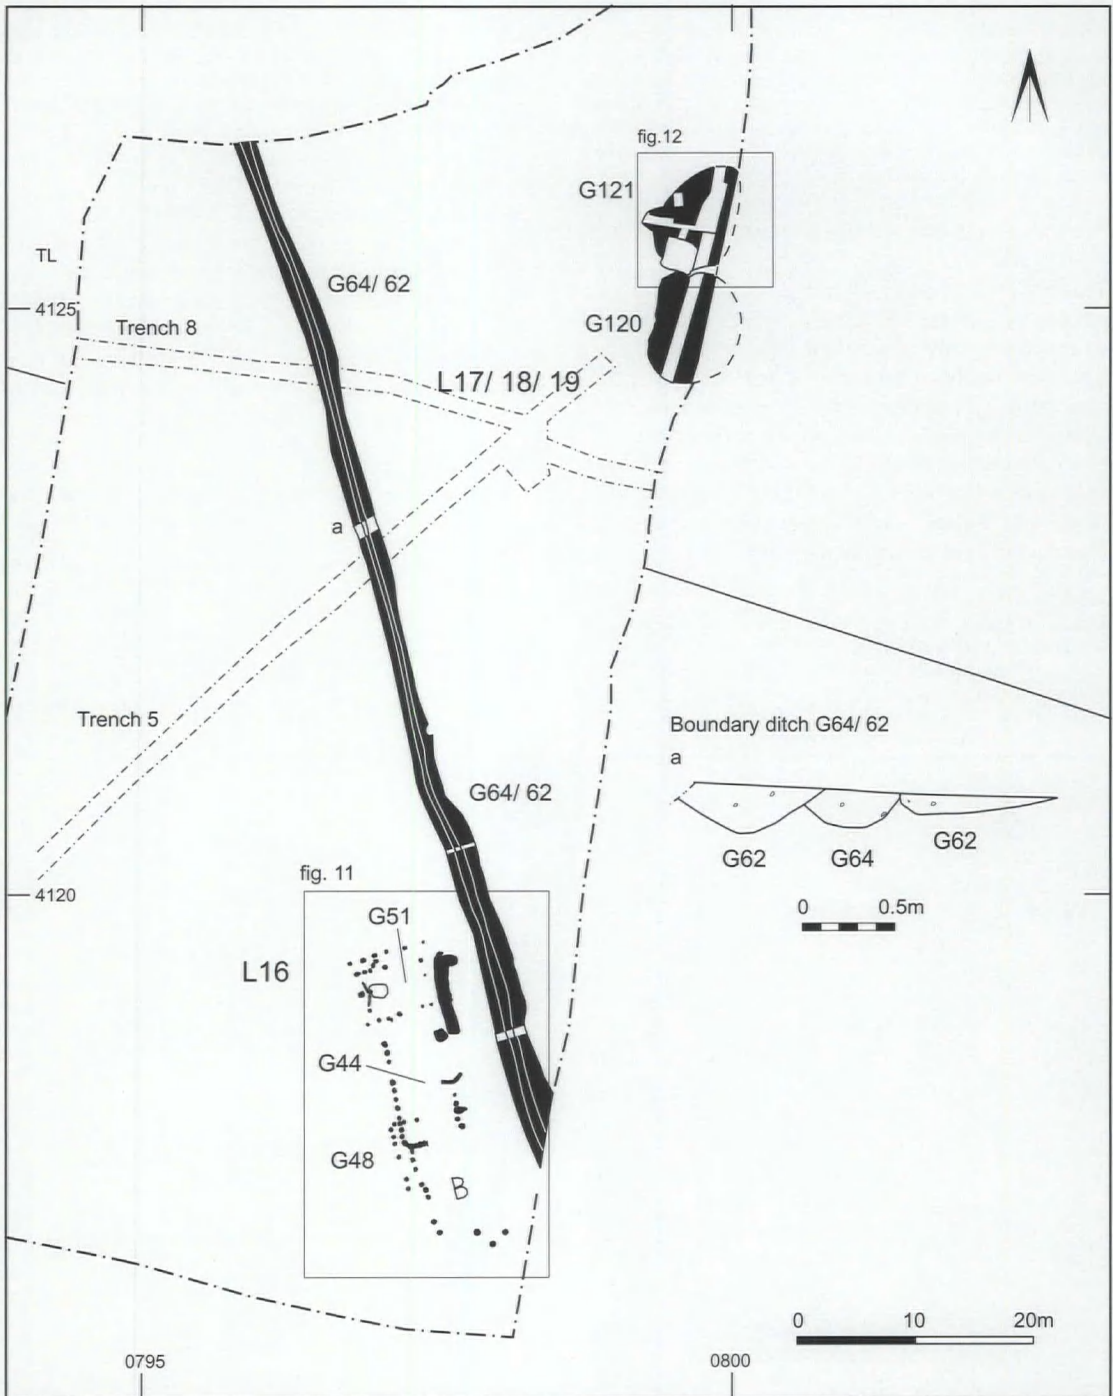 fig.12
G121
TL
G64/ 62
4125
Trench 8
G120
L17/ 18/ 19
a
Trench 5
Boundary ditch G64/ 62
a
G64/ 62
G62
G64
G62
fig. 11
4120
0 0.5m
G51
L16
G44
G48
B
0 10 20m
0795
0800